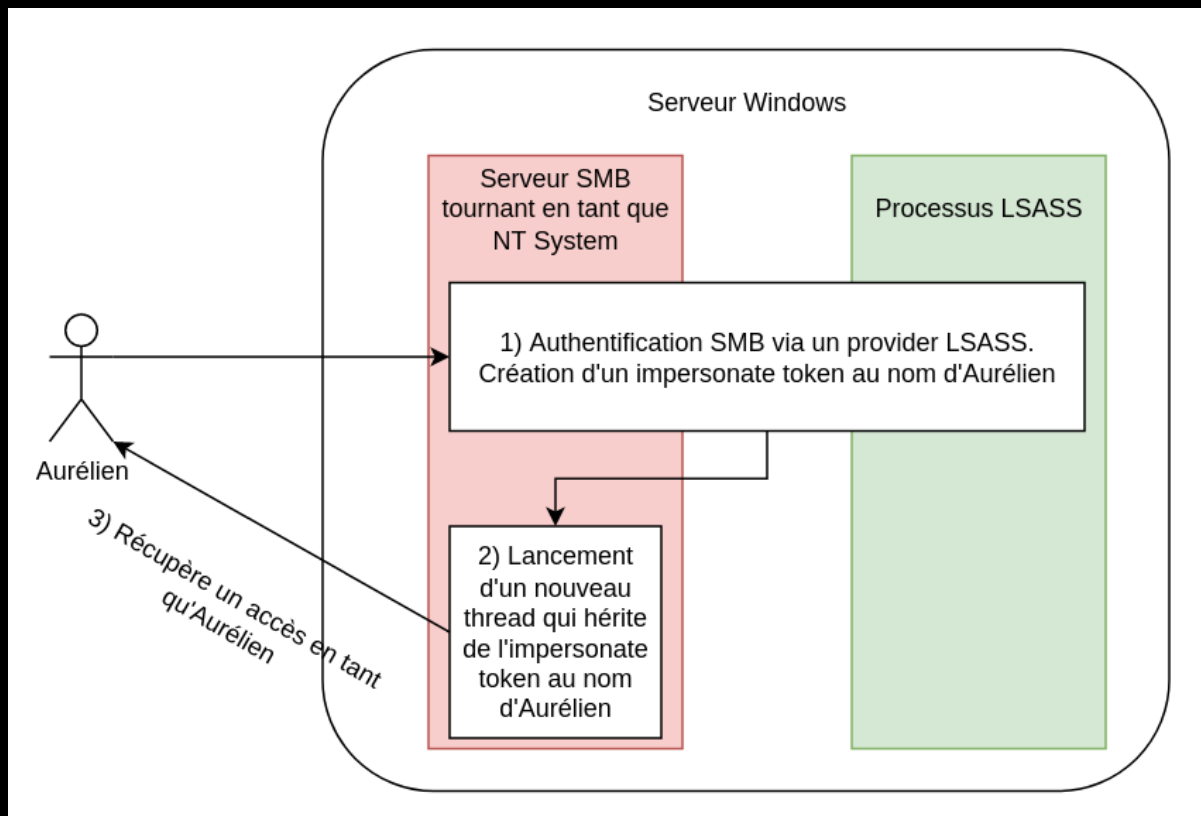 Serveur Windows
Serveur SMB
tournant en tant que
NT System
Processus LSASS
1) Authentification SMB via un provider LSASS.
Création d'un impersonate token au nom d'Aurélien
Aurélien
2) Lancement
d'un nouveau
thread qui hérite
de l'impersonate
token au nom
d'Aurélien
3) Récupère un accès en tant
qu'Aurélien